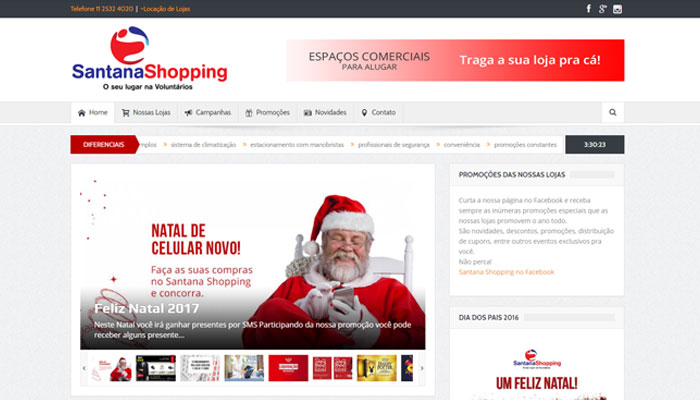 Telefone 11 2532 4020 | ~Locação de Lojas
SantanaShopping
O seu lugar na Voluntários
ESPAÇOS COMERCIAIS
PARA ALUGAR
Traga a sua loja pra cá!
Home Nossas Lojas Campanhas Promoções Novidades Contato
DIFERENCIAIS mplos sistema de climatização estacionamento com manobristas profissionais de segurança conveniência promoções constantes 3:30:23
NATAL DE
CELULAR NOVO!
Faça as suas compras
no Santana Shopping
e concorra.
Feliz Natal 2017
Neste Natal você irá ganhar presentes por SMS Participando da nossa promoção você pode
receber alguns presente...
PROMOÇÕES DAS NOSSAS LOJAS
Curta a nossa página no Facebook e receba
sempre as inúmeras promoções especiais que as
nossas lojas promovem o ano todo.
São novidades, descontos, promoções, distribuição
de cupons, entre outros eventos exclusivos pra
você.
Não perca!
Santana Shopping no Facebook
DIA DOS PAIS 2016
SantanaShopping
UM FELIZ NATAL!